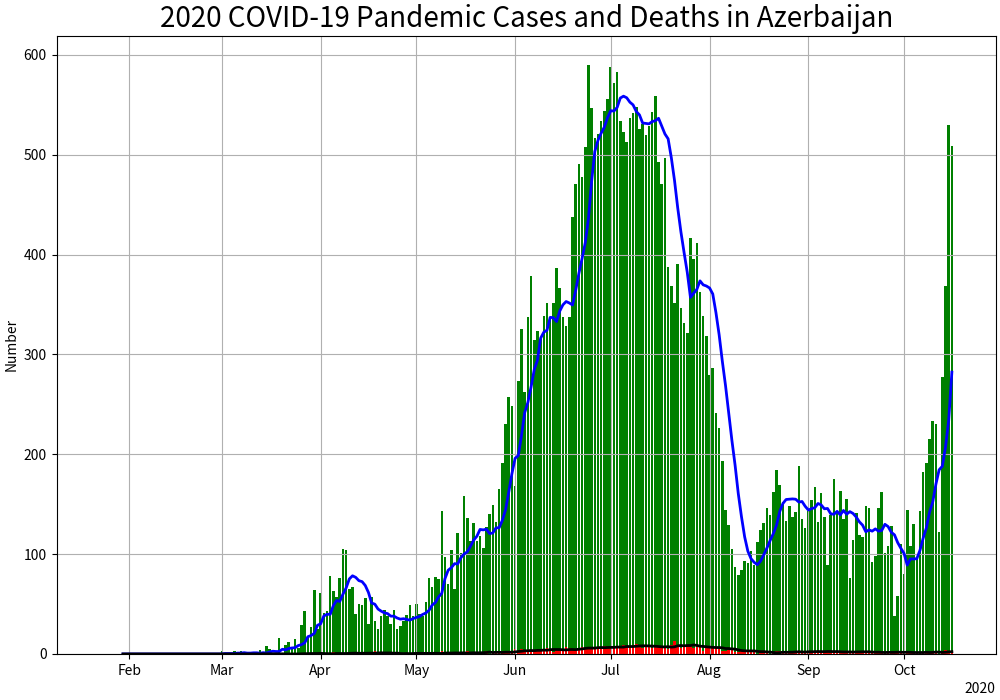 2020 COVID-19 Pandemic Cases and Deaths in Azerbaijan
600
500
400
300
200
100
0
Number
Feb Mar Apr May Jun Jul Aug Sep Oct
2020